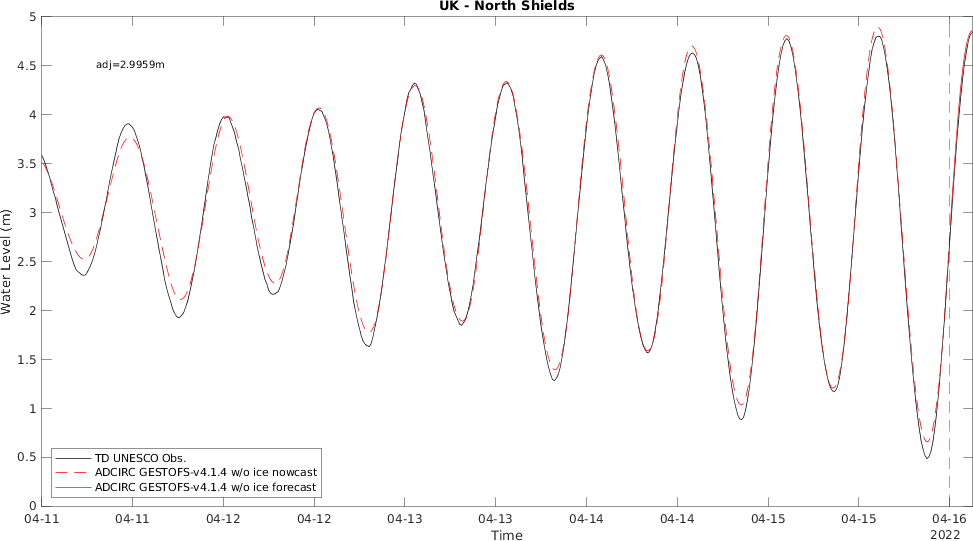 UK - North Shields
adj=2.9959m
5
4.5
4
3.5
3
2.5
2
1.5
1
0.5
0
Water Level (m)
TD UNESCO Obs.
ADCIRC GESTOFS-v4.1.4 w/o ice nowcast
ADCIRC GESTOFS-v4.1.4 w/o ice forecast
04-11 04-11 04-12 04-12 04-13 04-13 04-14 04-14 04-15 04-15 04-16
2022
Time